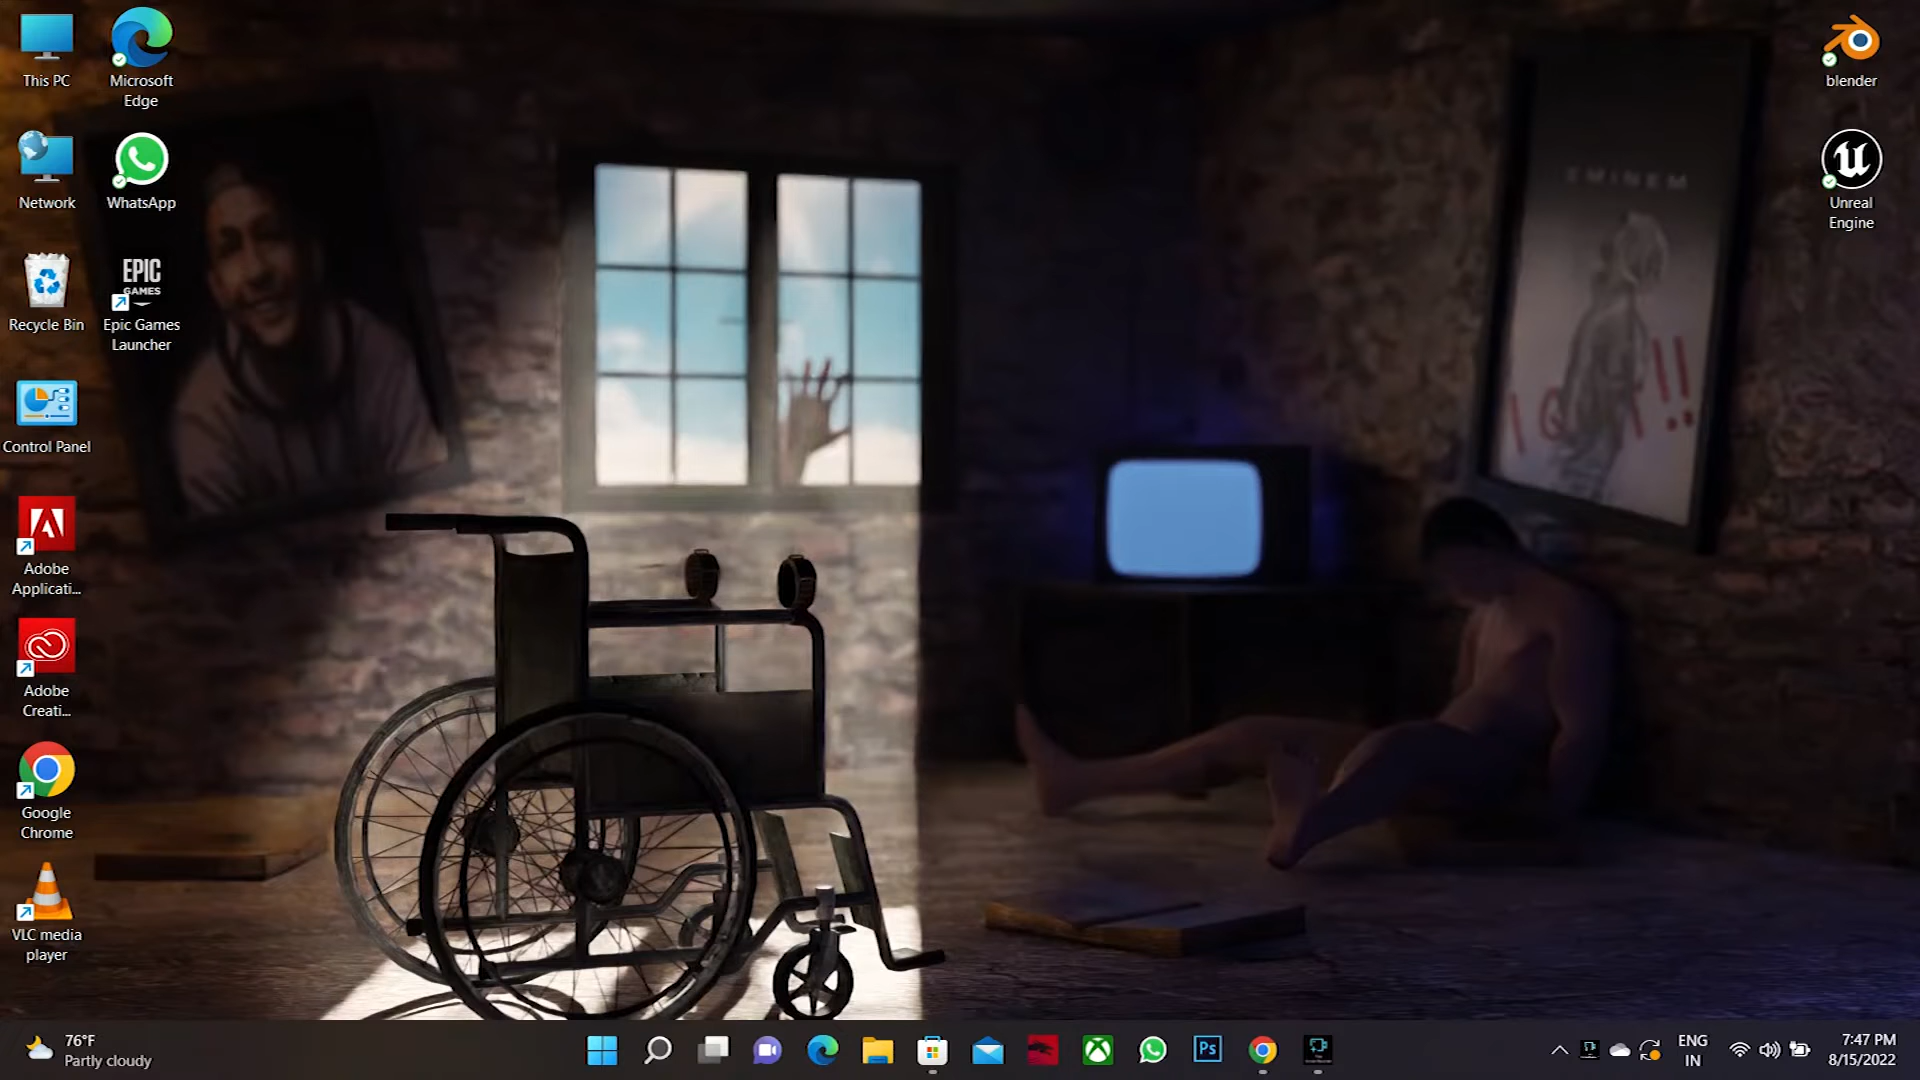 This PC
Microsoft
Edge
blender
Network
WhatsApp
Unreal
Engine
EPIC
GAMES
Recycle Bin
Epic Games
Launcher
EMINEM
Control Panel
Adobe
Applicati...
Adobe
Creati...
Google
Chrome
VLC media
player
76°F
Partly cloudy
Ps
ENG
IN
7:47 PM
8/15/2022